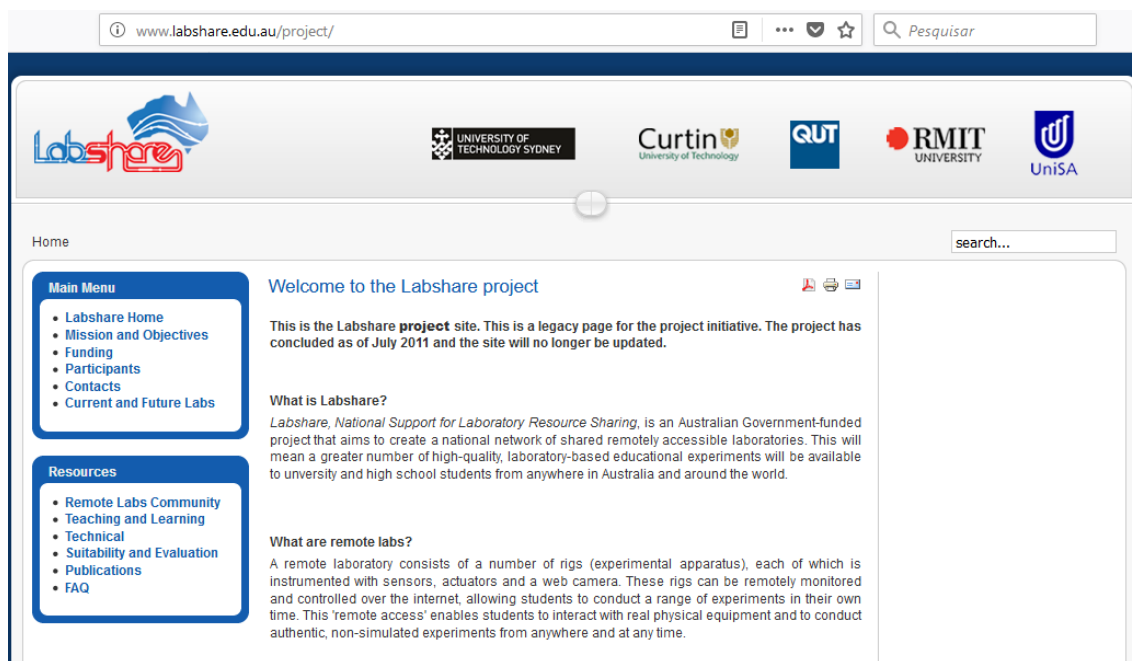 www.labshare.edu.au/project/
Pesquisar
Labshare
UNIVERSITY OF
TECHNOLOGY SYDNEY
Curtin
University of Technology
QUT
RMIT
UNIVERSITY
UniSA
Home
search...
Main Menu
Labshare Home
Mission and Objectives
Funding
Participants
Contacts
Current and Future Labs
Resources
Remote Labs Community
Teaching and Learning
Technical
Suitability and Evaluation
Publications
FAQ
Welcome to the Labshare project
This is the Labshare project site. This is a legacy page for the project initiative. The project has
concluded as of July 2011 and the site will no longer be updated.
What is Labshare?
Labshare, National Support for Laboratory Resource Sharing, is an Australian Government-funded
project that aims to create a national network of shared remotely accessible laboratories. This will
mean a greater number of high-quality, laboratory-based educational experiments will be available
to unversity and high school students from anywhere in Australia and around the world.
What are remote labs?
A remote laboratory consists of a number of rigs (experimental apparatus), each of which is
instrumented with sensors, actuators and a web camera. These rigs can be remotely monitored
and controlled over the internet, allowing students to conduct a range of experiments in their own
time. This 'remote access' enables students to interact with real physical equipment and to conduct
authentic, non-simulated experiments from anywhere and at any time.